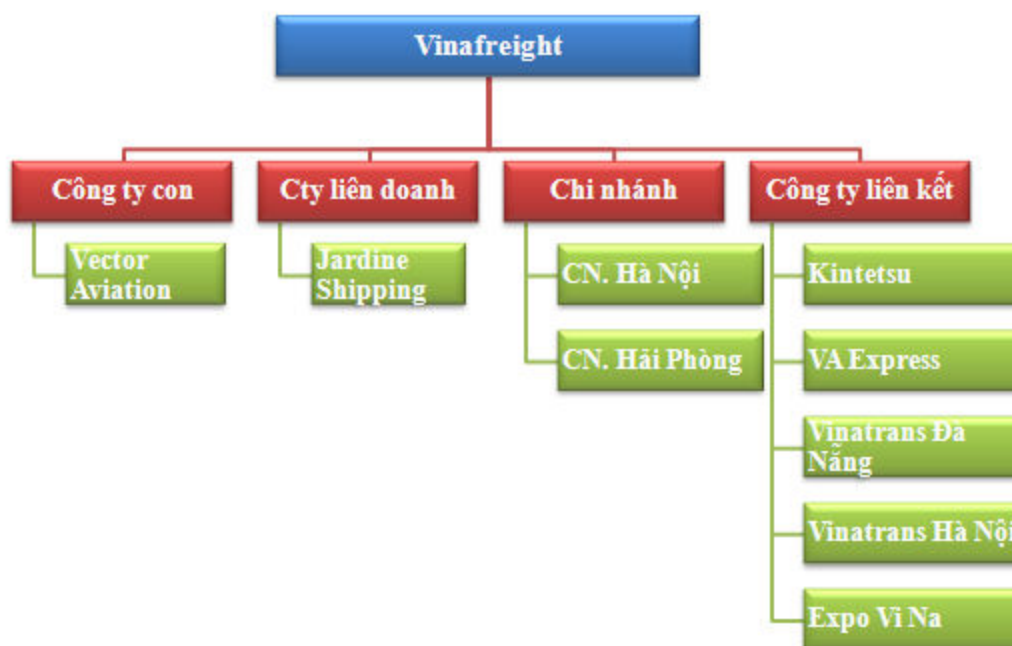 Vinafreight
Công ty con
Cty liên doanh
Chi nhánh
Công ty liên kết
Vector
Aviation
Jardine
Shipping
CN. Hà Nội
CN. Hải Phòng
Kintetsu
VA Express
Vinatrans Đà
Nẵng
Vinatrans Hà Nội
Expo Vi Na